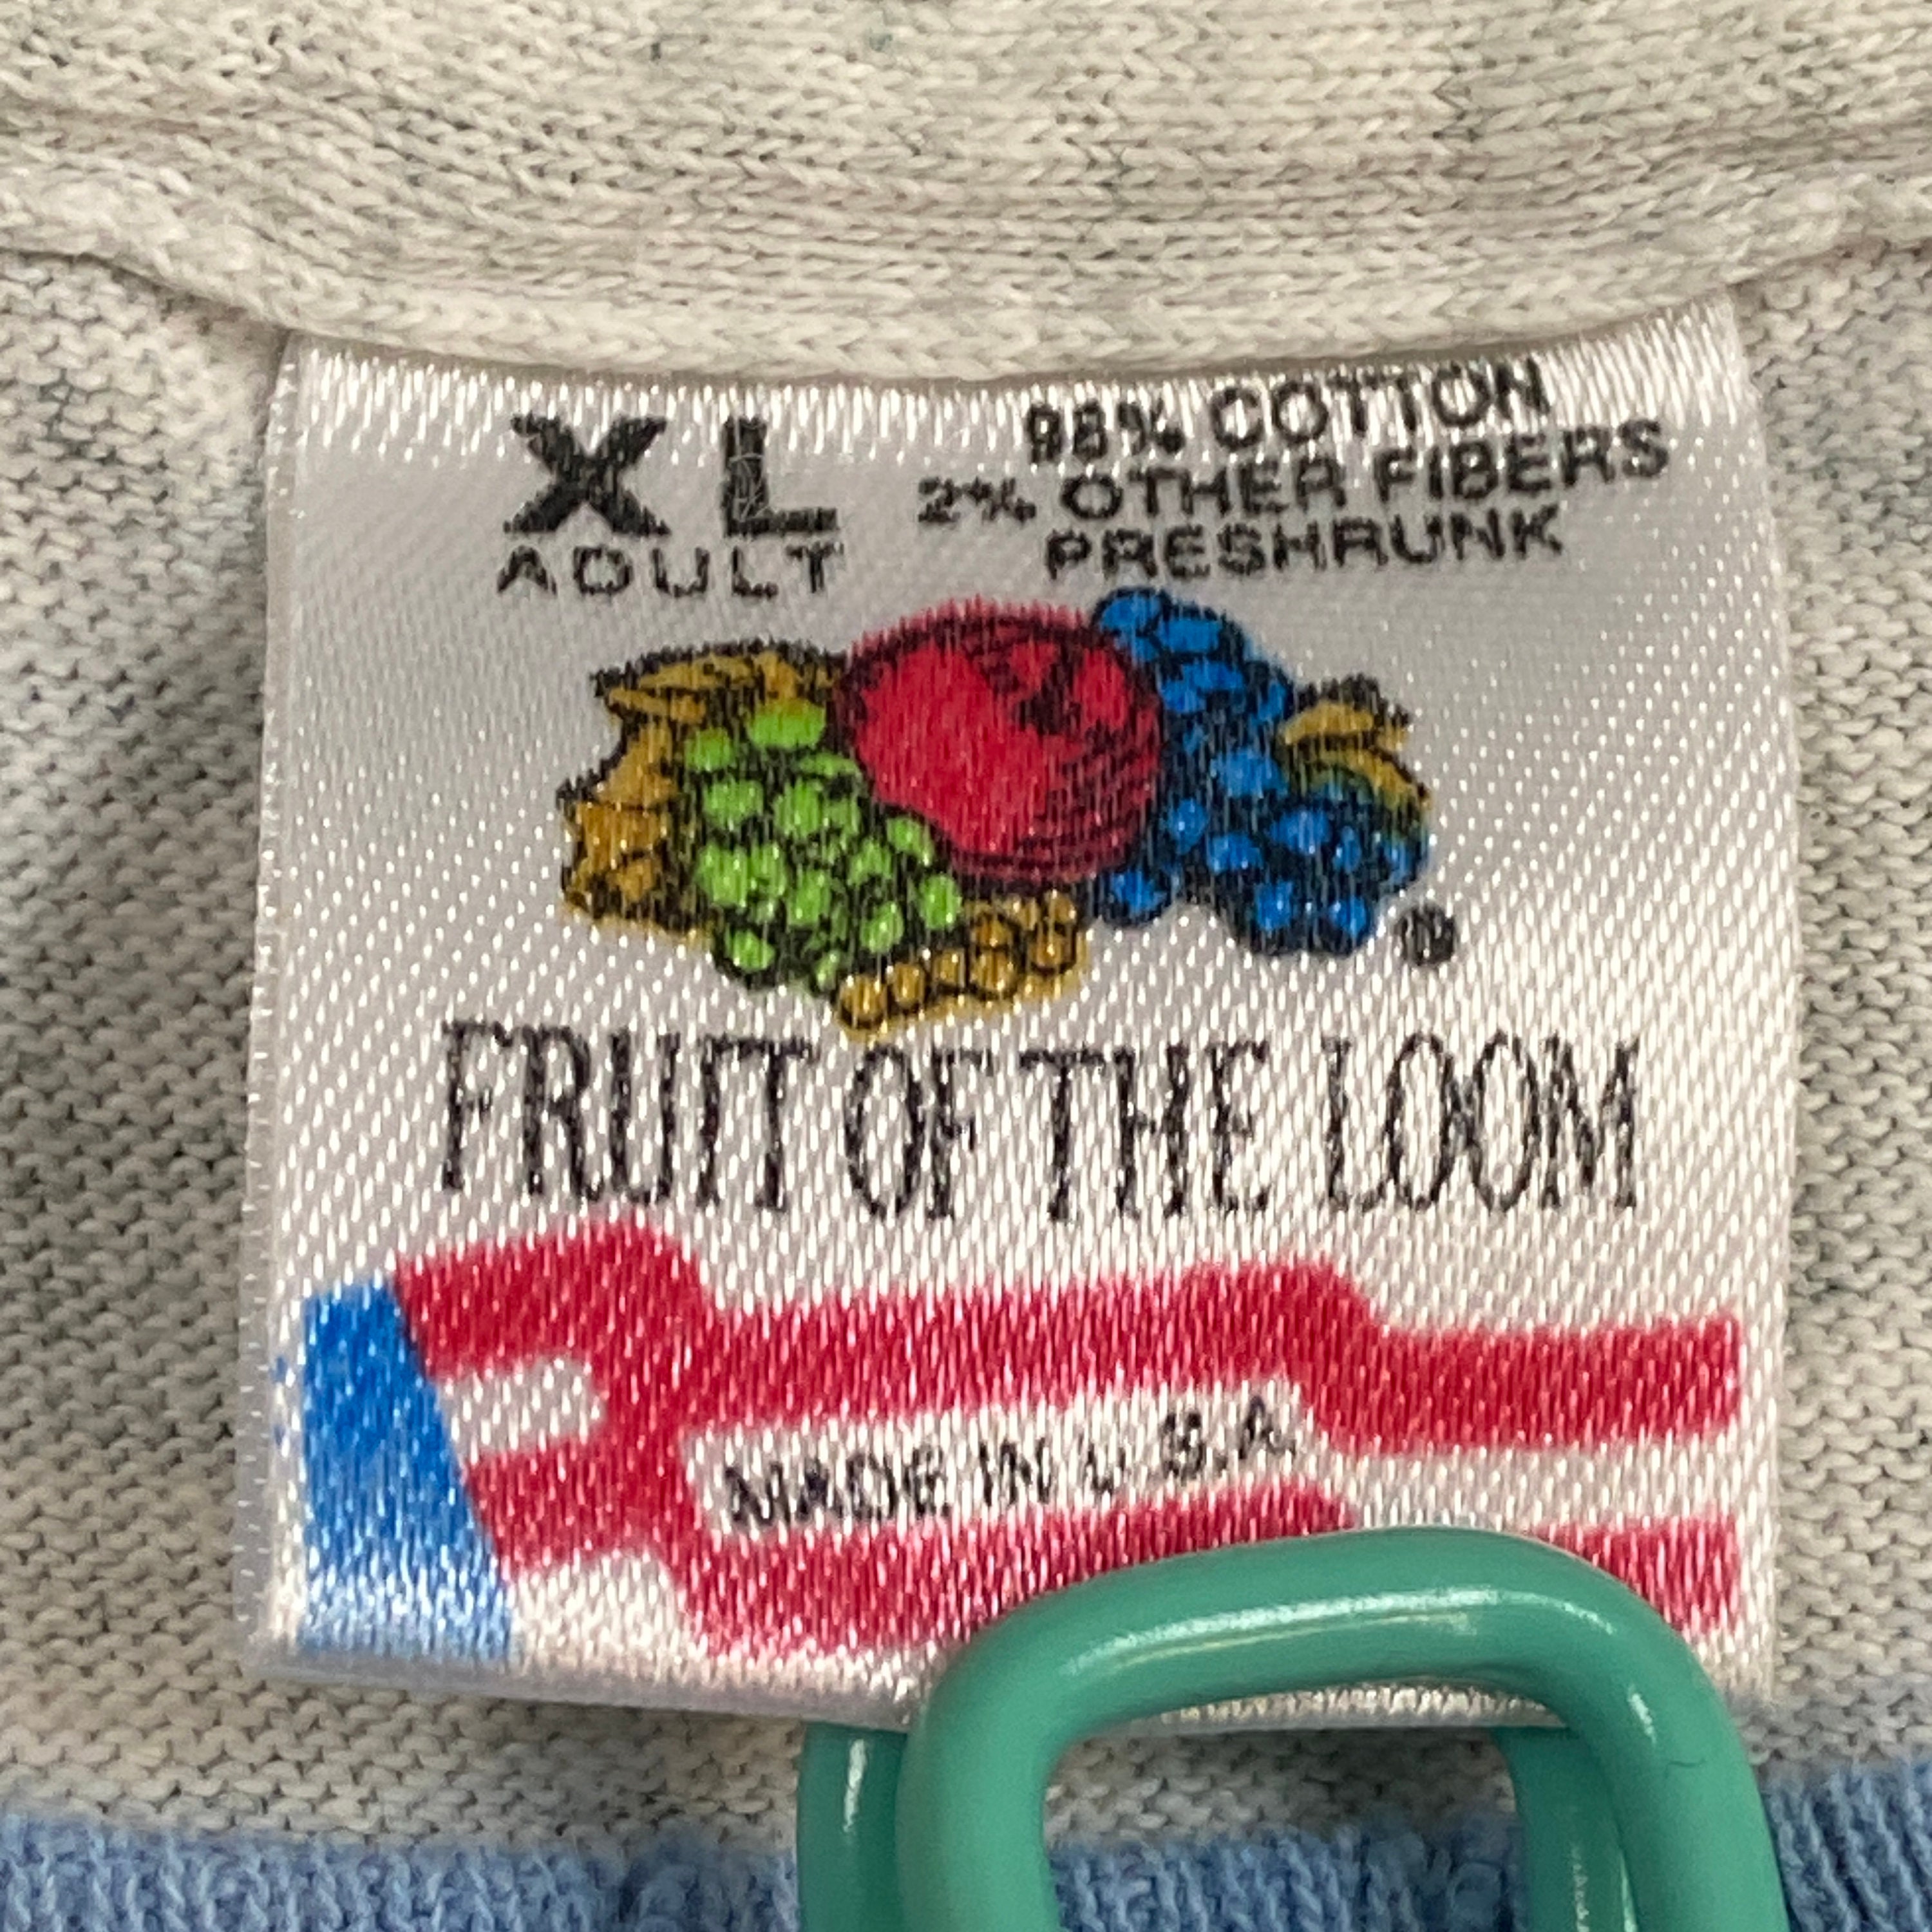 XL
ADULT
98% COTTON
2% OTHER FIBERS
PRESHRUNK
®
FRUIT OF THE LOOM
MADE IN U.S.A.